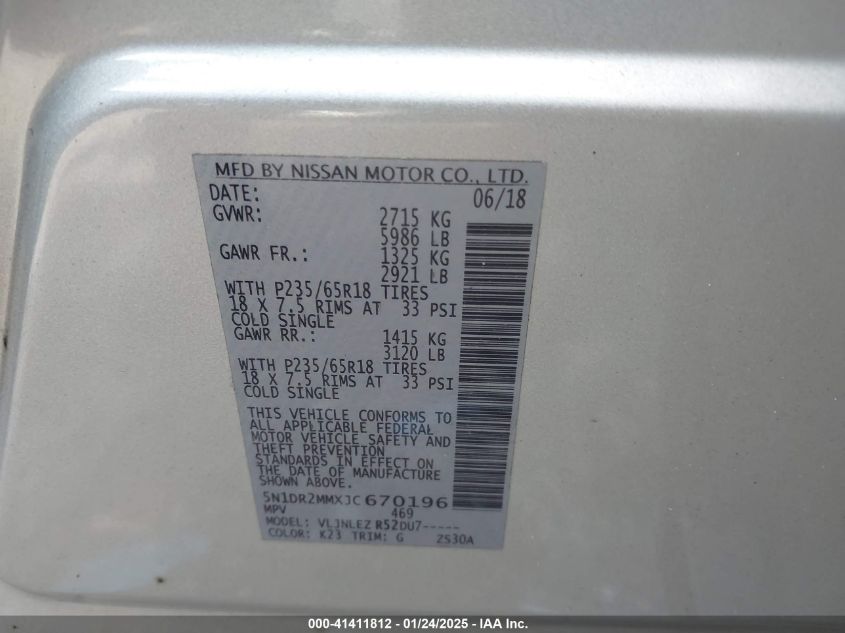 MFD BY NISSAN MOTOR CO., LTD.
DATE: 06/18
GVWR: 2715 KG
5986 LB
GAWR FR.: 1325 KG
2921 LB
WITH P235/65R18 TIRES
18 X 7.5 RIMS AT 33 PSI
COLD SINGLE
GAWR RR.: 1415 KG
3120 LB
WITH P235/65R18 TIRES
18 X 7.5 RIMS AT 33 PSI
COLD SINGLE
THIS VEHICLE CONFORMS TO
ALL APPLICABLE FEDERAL
MOTOR VEHICLE SAFETY AND
THEFT PREVENTION
STANDARDS IN EFFECT ON
THE DATE OF MANUFACTURE
SHOWN ABOVE.
5N1DR2MMXJC670196
MPV 469
MODEL: VLJNLEZ R52DU7-----
COLOR: K23 TRIM: G ZS30A
000-41411812 - 01/24/2025 - IAA Inc.